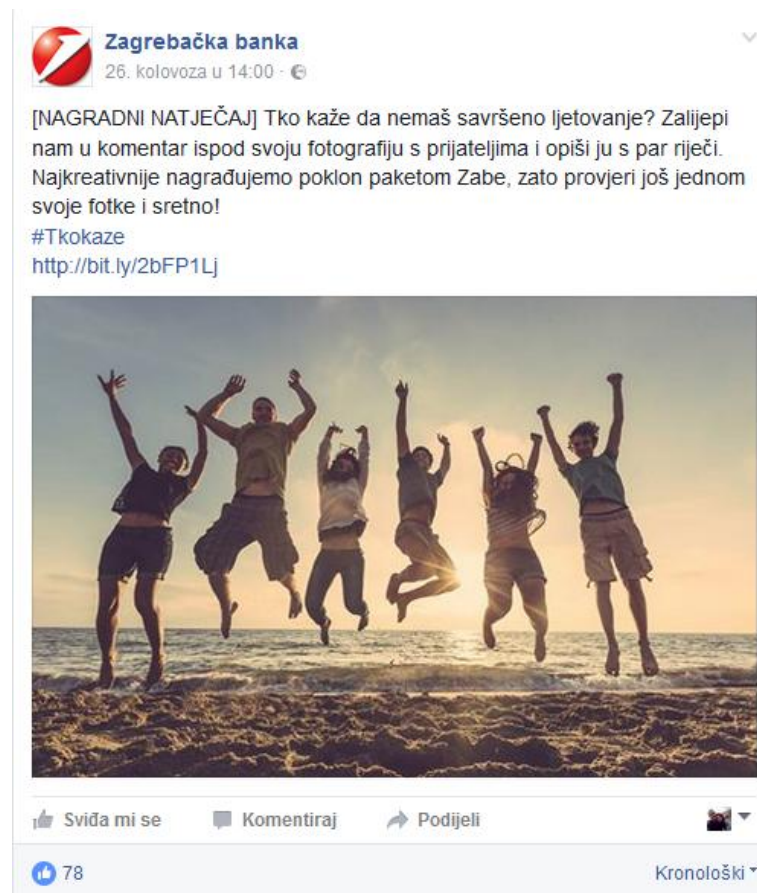 Zagrebačka banka
26. kolovoza u 14:00 ·
[NAGRADNI NATJEČAJ] Tko kaže da nemaš savršeno ljetovanje? Zalijepi
nam u komentar ispod svoju fotografiju s prijateljima i opiši ju s par riječi.
Najkreativnije nagrađujemo poklon paketom Zabe, zato provjeri još jednom
svoje fotke i sretno!
#Tkokaze
http://bit.ly/2bFP1Lj
Sviđa mi se Komentiraj Podijeli
78 Kronološki